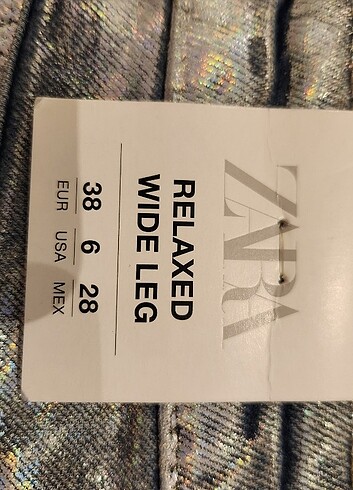 ZARA
RELAXED
WIDE LEG
38 6 28
EUR USA MEX